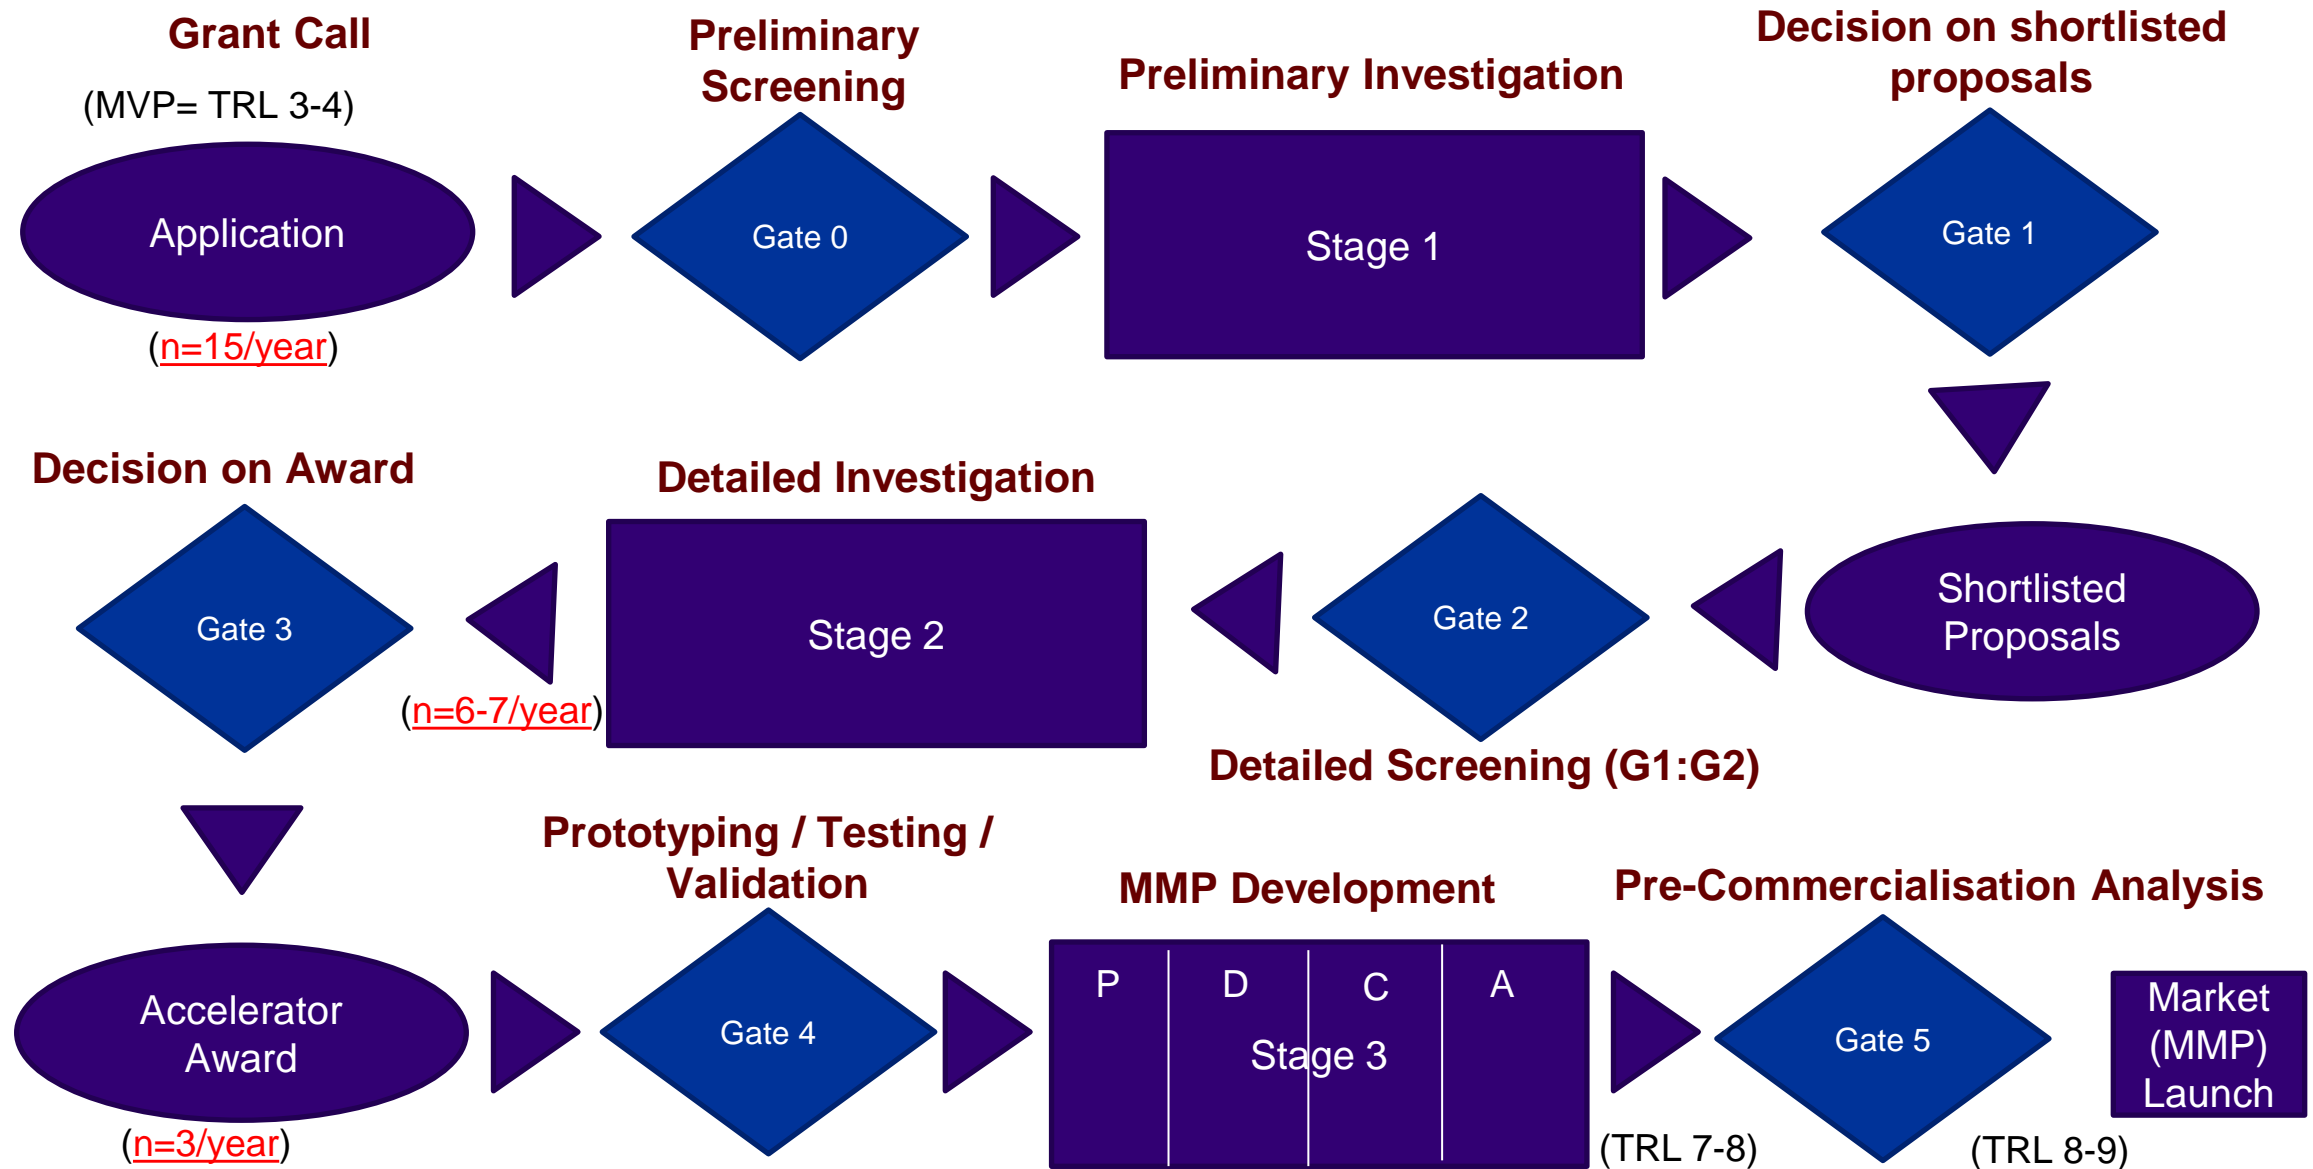 Grant Call
(MVP= TRL 3-4)
Application
(n=15/year)
Preliminary
Screening
Gate 0
Preliminary Investigation
Stage 1
Decision on shortlisted
proposals
Gate 1
Shortlisted
Proposals
Gate 2
Detailed Screening (G1:G2)
Detailed Investigation
Stage 2
(n=6-7/year)
Decision on Award
Gate 3
Accelerator
Award
(n=3/year)
Prototyping / Testing /
Validation
Gate 4
MMP Development
P D C A
Stage 3
(TRL 7-8)
Pre-Commercialisation Analysis
Gate 5
(TRL 8-9)
Market
(MMP)
Launch